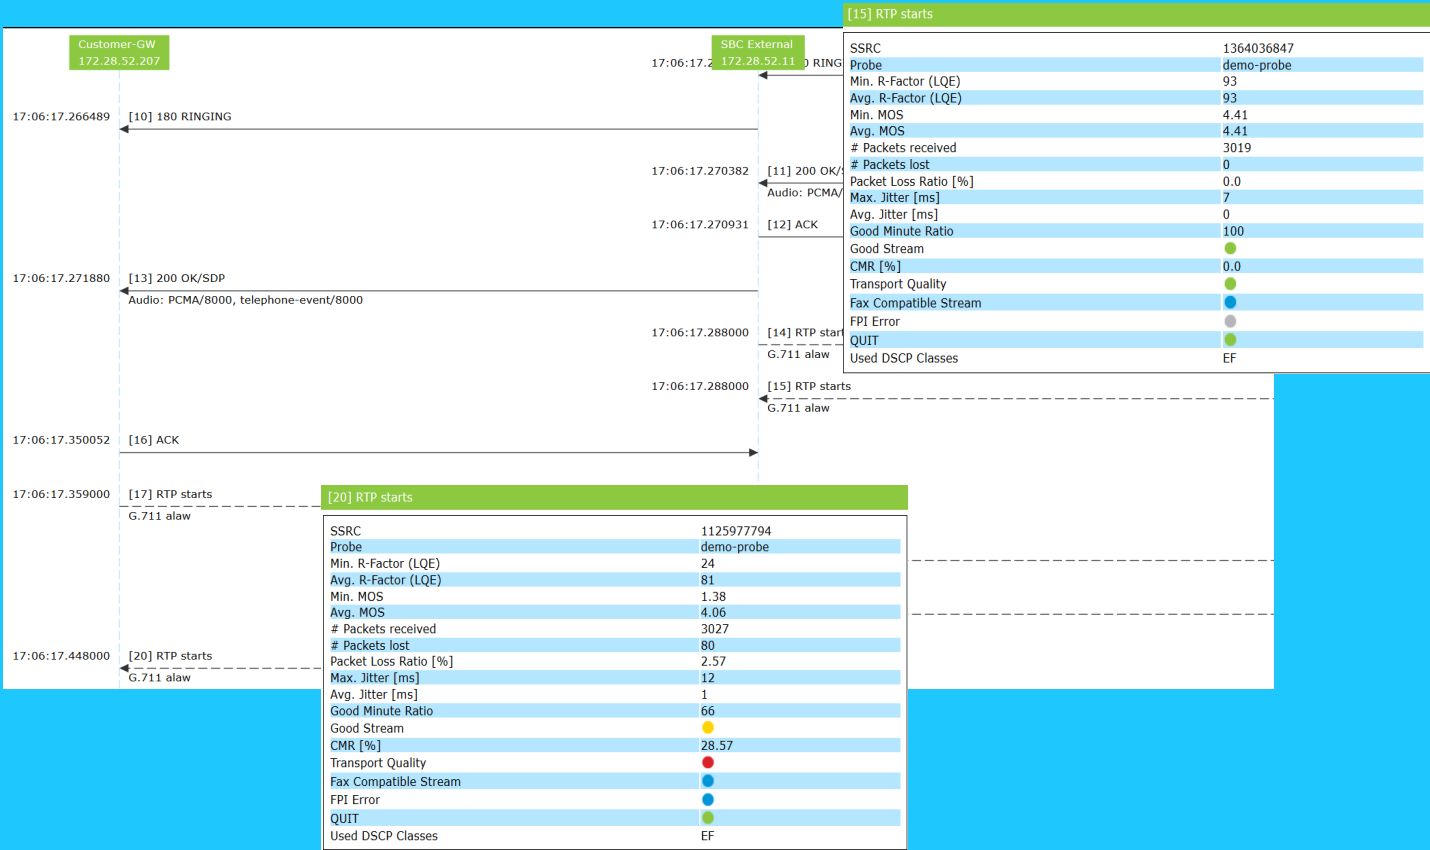 [15] RTP starts
Customer-GW
172.28.52.207
SBC External
172.28.52.11
17:06:17.2
0 RING
17:06:17.266489 [10] 180 RINGING
17:06:17.270382 [11] 200 OK/
Audio: PCMA/
17:06:17.270931 [12] ACK
17:06:17.271880 [13] 200 OK/SDP
Audio: PCMA/8000, telephone-event/8000
17:06:17.288000 [14] RTP start
G.711 alaw
17:06:17.288000 [15] RTP starts
G.711 alaw
17:06:17.350052 [16] ACK
17:06:17.359000 [17] RTP starts
G.711 alaw
17:06:17.448000 [20] RTP starts
G.711 alaw
SSRC 1364036847
Probe demo-probe
Min. R-Factor (LQE) 93
Avg. R-Factor (LQE) 93
Min. MOS 4.41
Avg. MOS 4.41
# Packets received 3019
# Packets lost 0
Packet Loss Ratio [%] 0.0
Max. Jitter [ms] 7
Avg. Jitter [ms] 0
Good Minute Ratio 100
Good Stream
CMR [%] 0.0
Transport Quality
Fax Compatible Stream
FPI Error
QUIT
Used DSCP Classes EF
[20] RTP starts
SSRC 1125977794
Probe demo-probe
Min. R-Factor (LQE) 24
Avg. R-Factor (LQE) 81
Min. MOS 1.38
Avg. MOS 4.06
# Packets received 3027
# Packets lost 80
Packet Loss Ratio [%] 2.57
Max. Jitter [ms] 12
Avg. Jitter [ms] 1
Good Minute Ratio 66
Good Stream
CMR [%] 28.57
Transport Quality
Fax Compatible Stream
FPI Error
QUIT
Used DSCP Classes EF